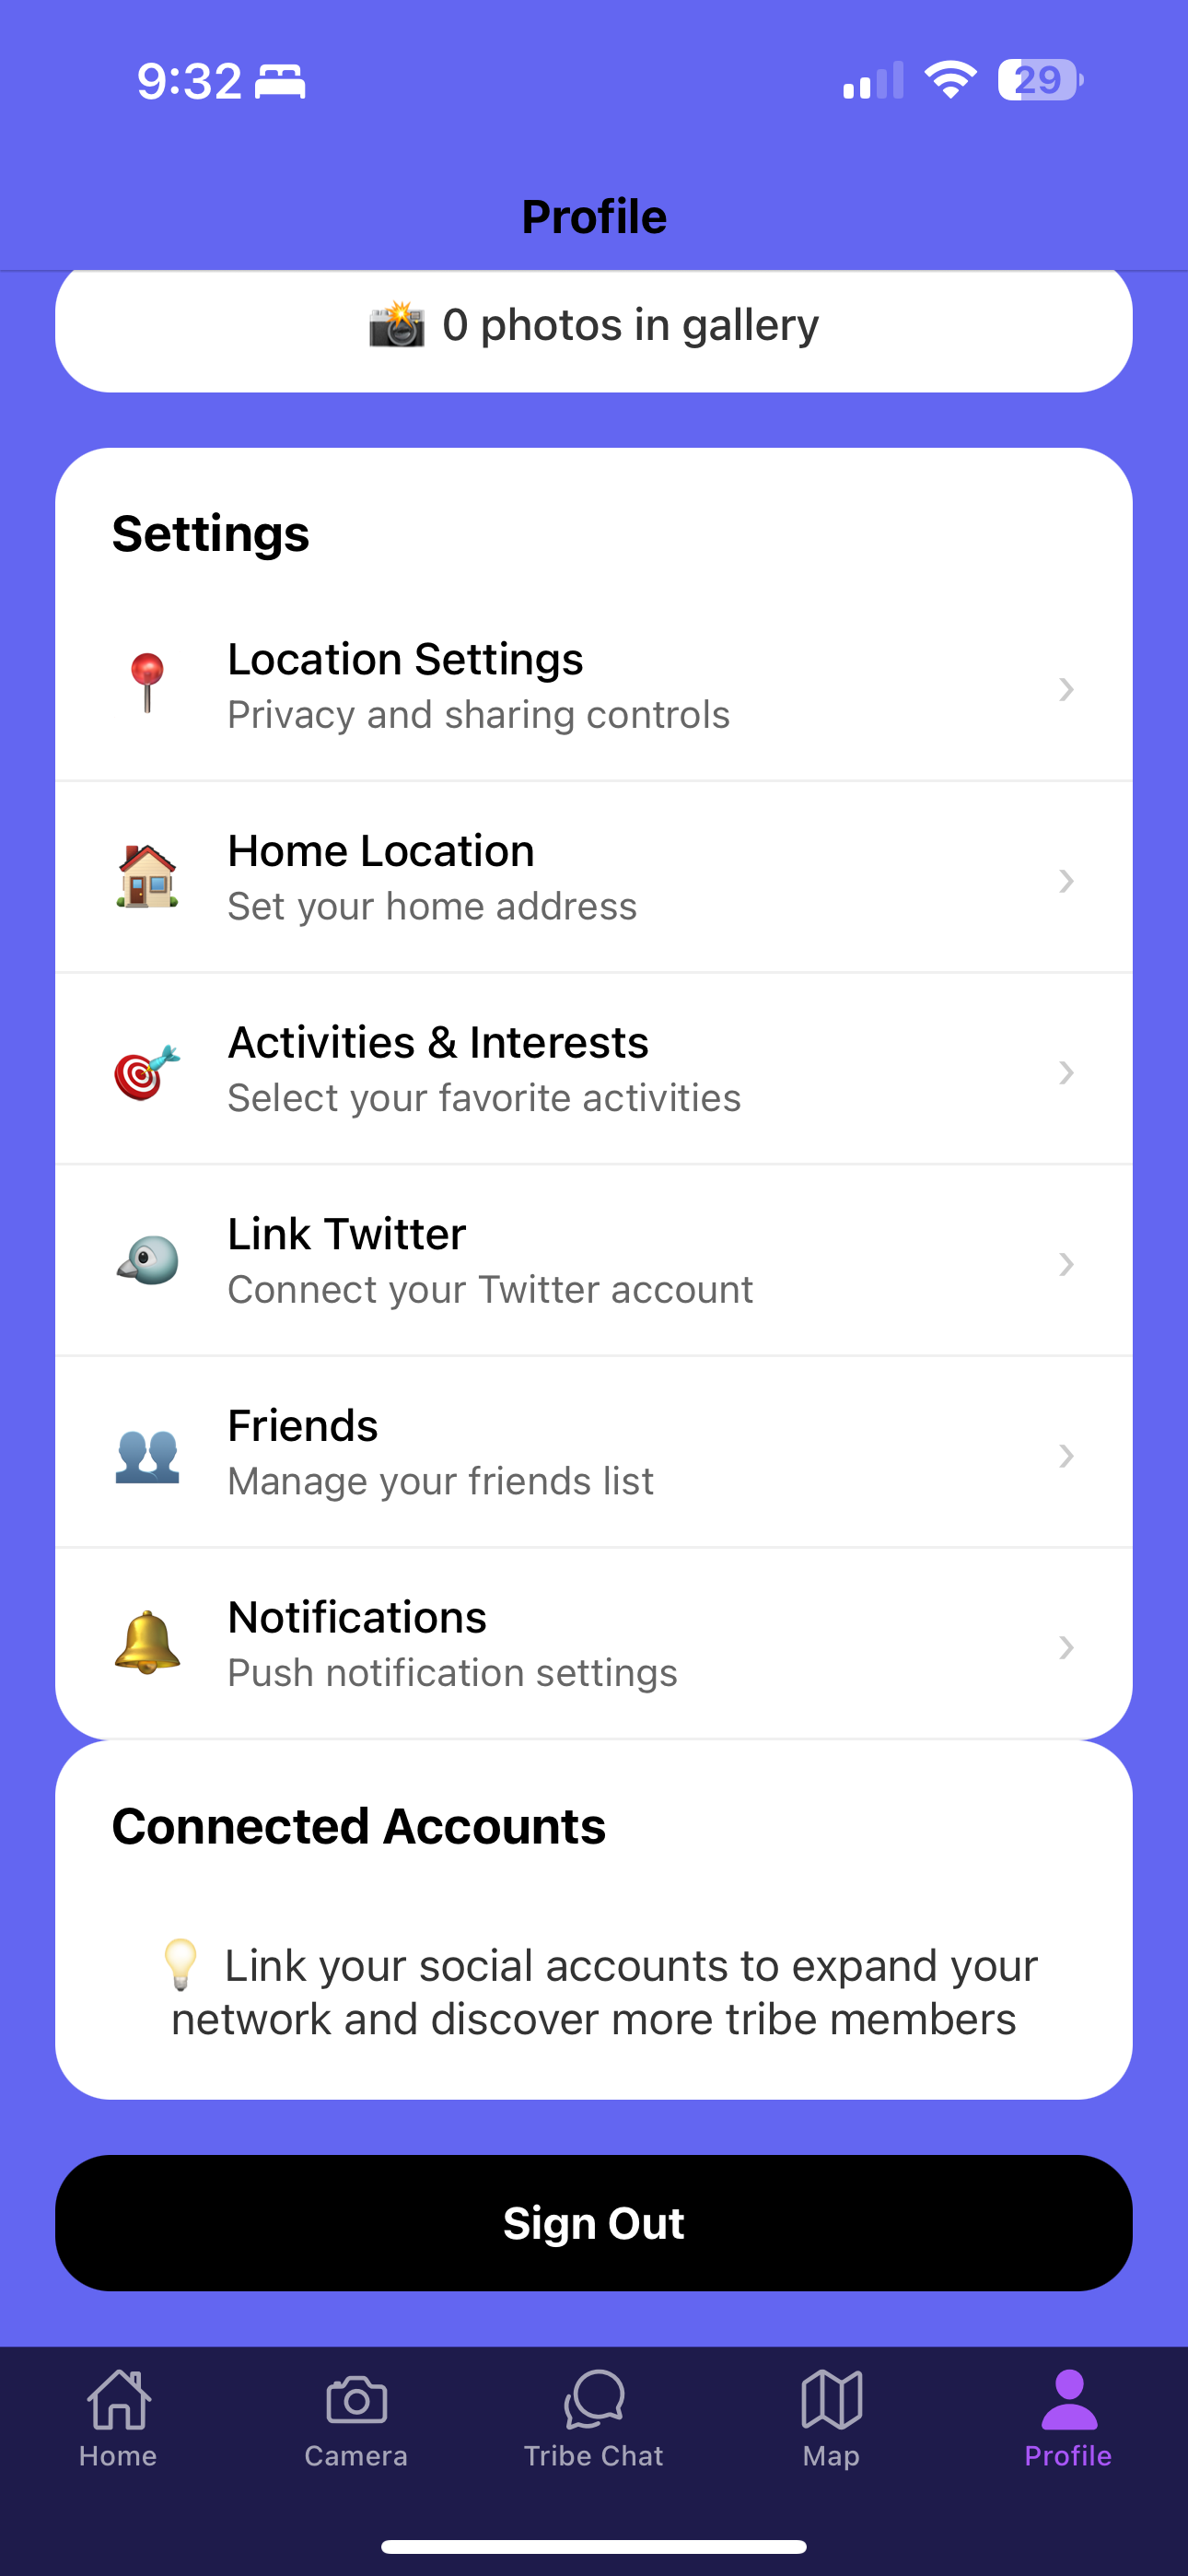 9:32
29
Profile
0 photos in gallery
Settings
Location Settings
Privacy and sharing controls
Home Location
Set your home address
Activities & Interests
Select your favorite activities
Link Twitter
Connect your Twitter account
Friends
Manage your friends list
Notifications
Push notification settings
Connected Accounts
Link your social accounts to expand your
network and discover more tribe members
Sign Out
Home
Camera
Tribe Chat
Map
Profile